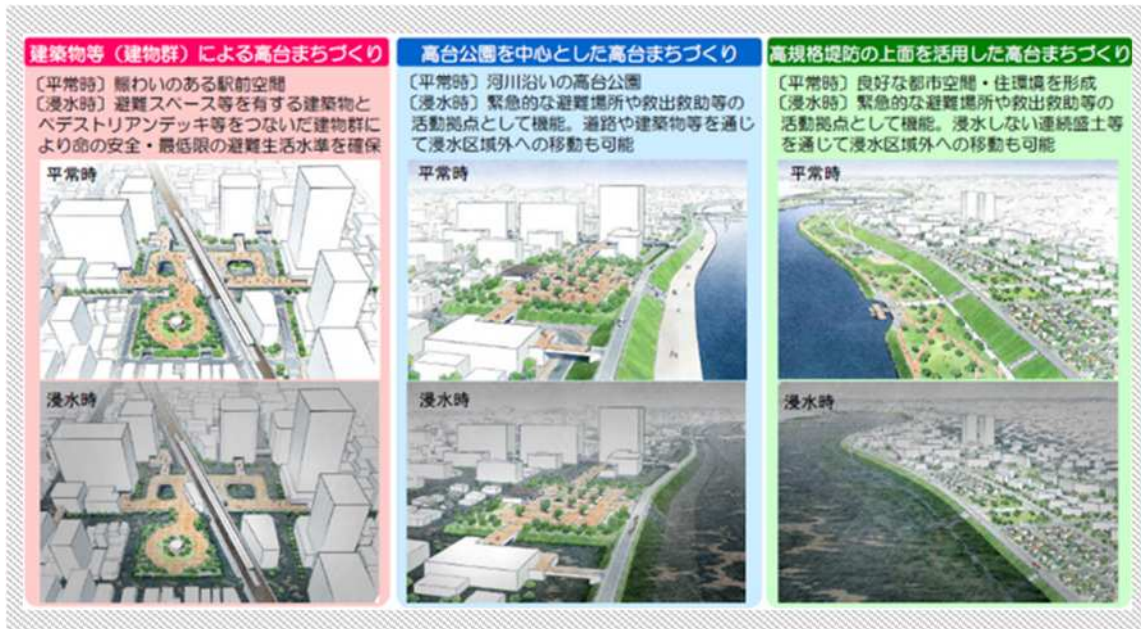 建築物等（建物群）による高台まちづくり
〔平常時〕賑わいのある駅前空間
〔浸水時〕避難スペース等を有する建築物と
ペデストリアンデッキ等をつないだ建物群に
より命の安全・最低限の避難生活水準を確保
平常時
浸水時
高台公園を中心とした高台まちづくり
〔平常時〕河川沿いの高台公園
〔浸水時〕緊急的な避難場所や救出救助等の
活動拠点として機能。道路や建築物等を通じ
て浸水区域外への移動も可能
平常時
浸水時
高規格堤防の上面を活用した高台まちづくり
〔平常時〕良好な都市空間・住環境を形成
〔浸水時〕緊急的な避難場所や救出救助等の
活動拠点として機能。浸水しない連続盛土等
を通じて浸水区域外への移動も可能
平常時
浸水時